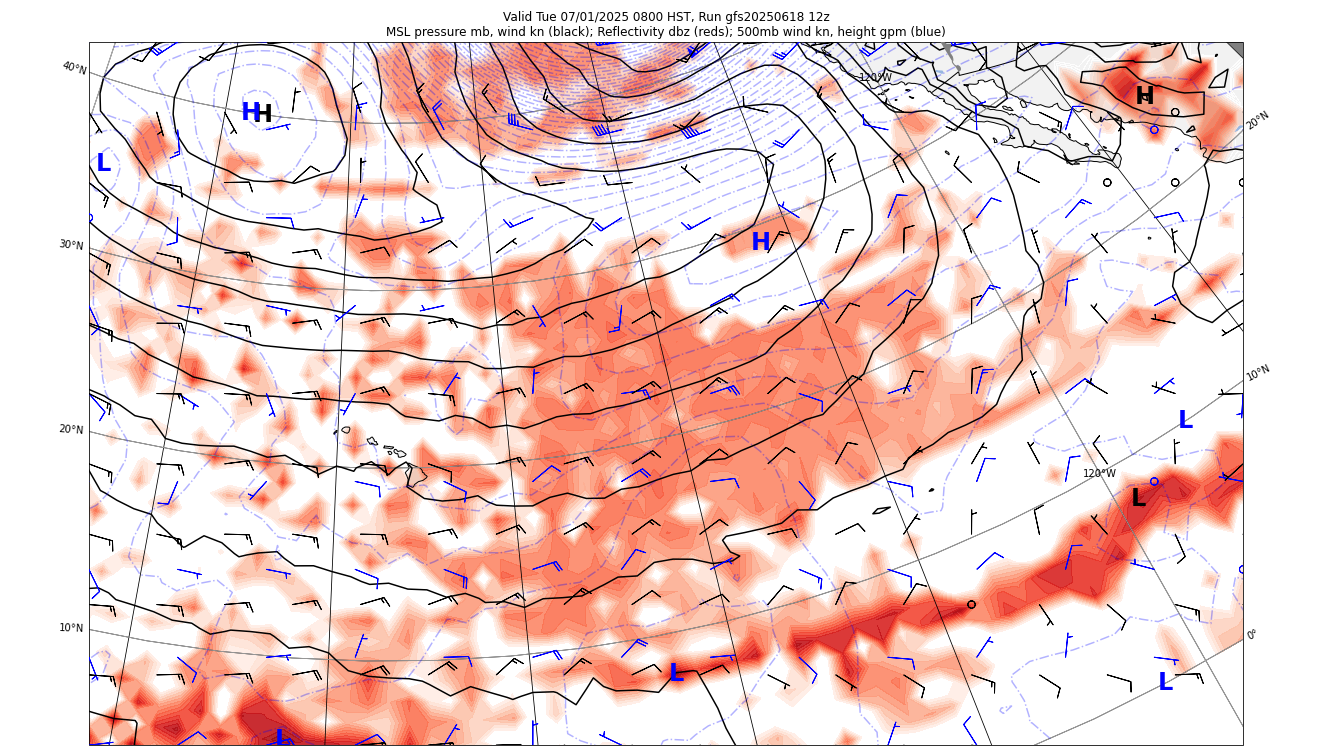 Valid Tue 07/01/2025 0800 HST, Run gfs20250618 12z
MSL pressure mb, wind kn (black); Reflectivity dbz (reds); 500mb wind kn, height gpm (blue)
40°N
120°W
H
H
H
20°N
L
30°N
H
10°N
20°N
L
120°W
L
10°N
0°
L
L
L